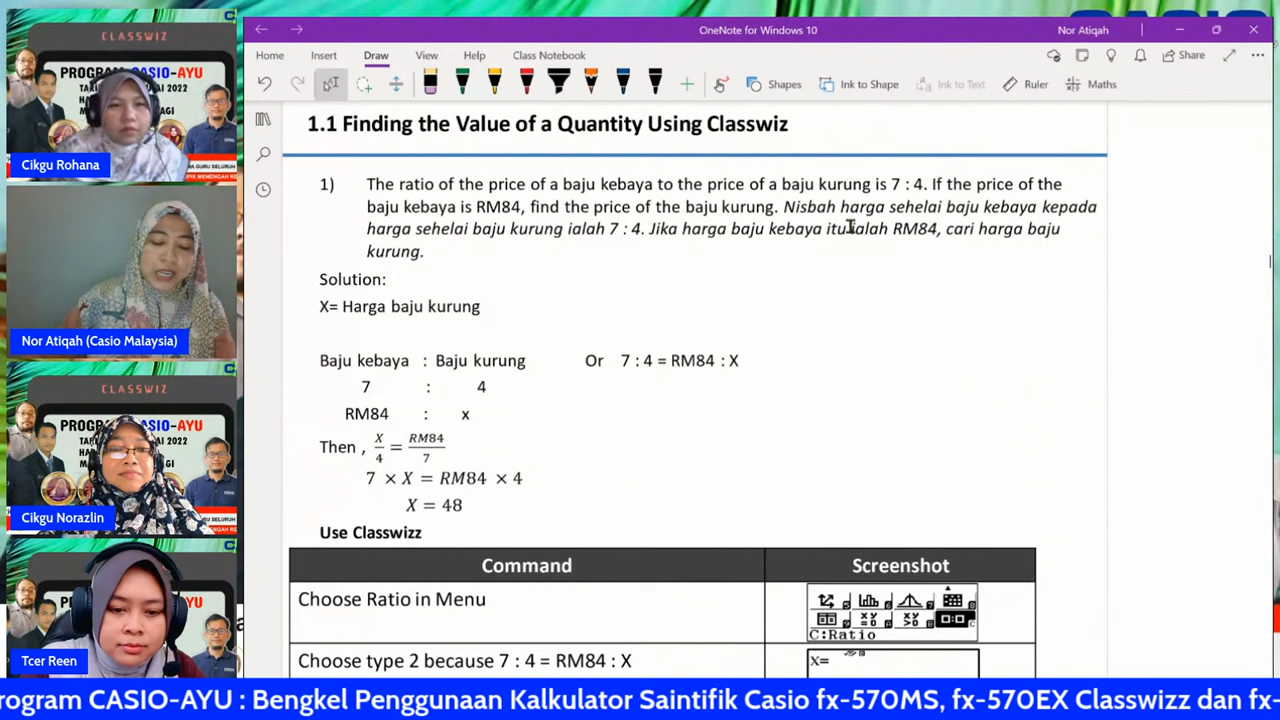 CLASSWIZ
PROGRAM CASIO-AYU
Cikgu Rohana
Nor Atiqah (Casio Malaysia)
CLASSWIZ
Cikgu Norazlin
Tcer Reen
OneNote for Windows 10
Nor Atiqah
Home Insert Draw View Help Class Notebook
Share
Shapes Ink to Shape Ink to Text Ruler Maths
1.1 Finding the Value of a Quantity Using Classwiz
1) The ratio of the price of a baju kebaya to the price of a baju kurung is 7 : 4. If the price of the
baju kebaya is RM84, find the price of the baju kurung. Nisbah harga sehelai baju kebaya kepada
harga sehelai baju kurung ialah 7 : 4. Jika harga baju kebaya itu ialah RM84, cari harga baju
kurung.
Solution:
X= Harga baju kurung
Baju kebaya : Baju kurung Or 7 : 4 = RM84 : X
7 : 4
RM84 : x
Then , X/4 = RM84/7
7 × X = RM84 × 4
X = 48
Use Classwizz
Command Screenshot
Choose Ratio in Menu
C:Ratio
Choose type 2 because 7 : 4 = RM84 : X
X=
rogram CASIO-AYU : Bengkel Penggunaan Kalkulator Saintifik Casio fx-570MS, fx-570EX Classwizz dan fx-